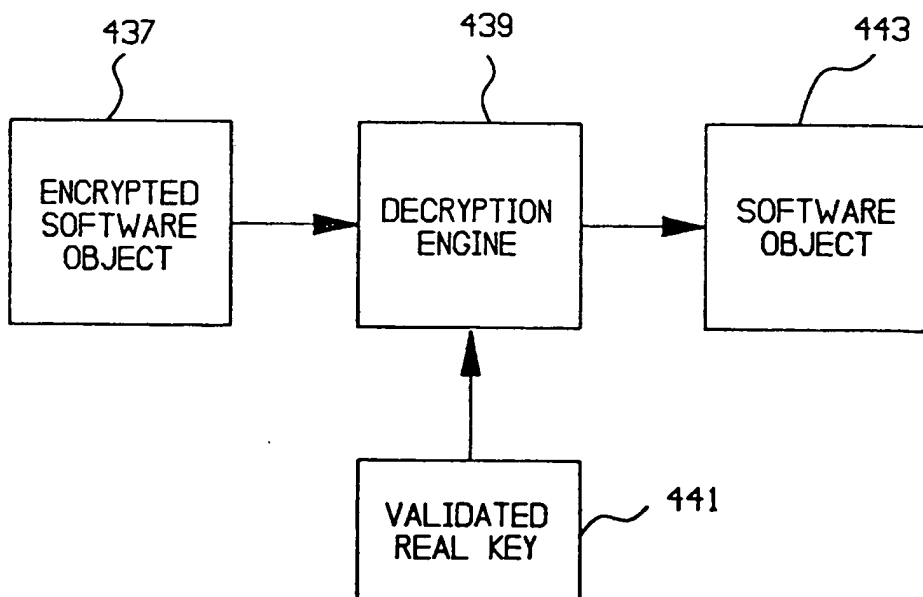 437
439
443
ENCRYPTED
SOFTWARE
OBJECT
DECRYPTION
ENGINE
SOFTWARE
OBJECT
VALIDATED
REAL KEY
441